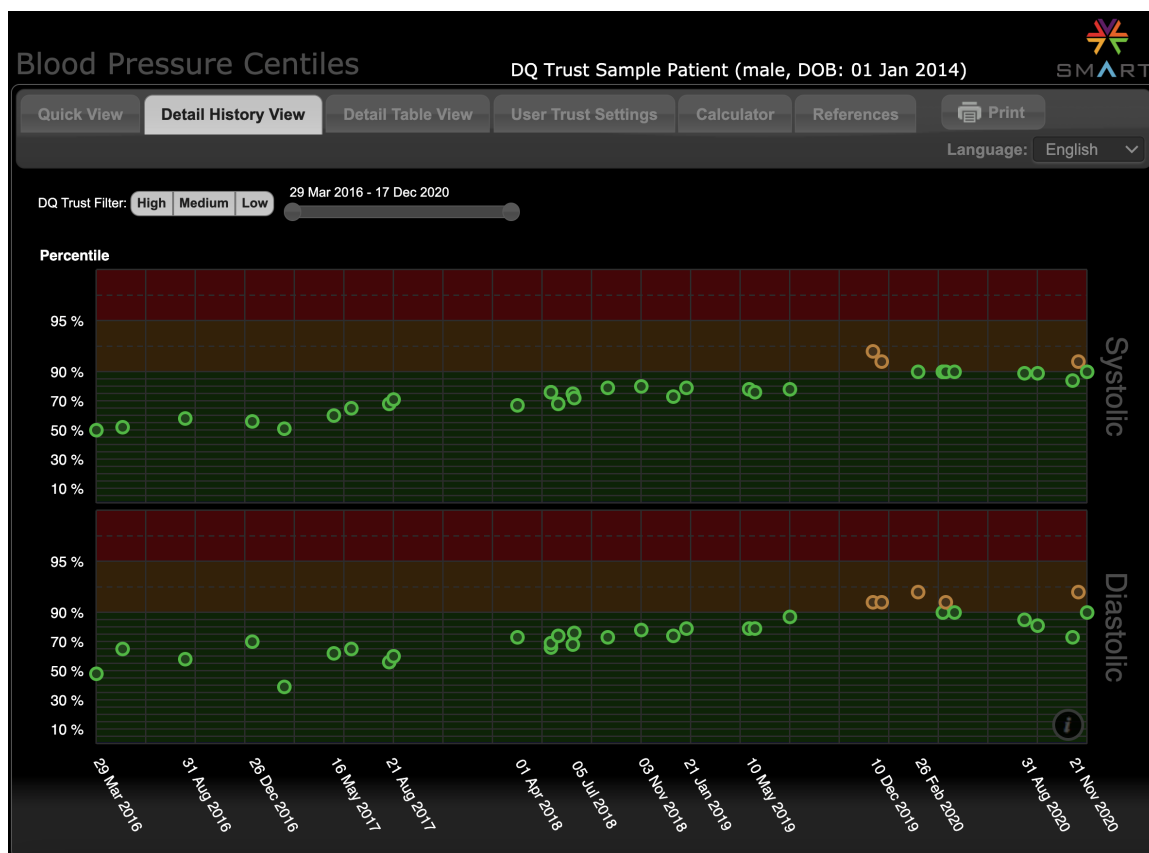 Blood Pressure Centiles
DQ Trust Sample Patient (male, DOB: 01 Jan 2014)
SMART
Quick View
Detail History View
Detail Table View
User Trust Settings
Calculator
References
Print
Language: English
DQ Trust Filter: High Medium Low
29 Mar 2016 - 17 Dec 2020
Percentile
95 %
90 %
70 %
50 %
30 %
10 %
Systolic
95 %
90 %
70 %
50 %
30 %
10 %
Diastolic
i
29 Mar 2016
31 Aug 2016
26 Dec 2016
16 May 2017
21 Aug 2017
01 Apr 2018
05 Jul 2018
03 Nov 2018
21 Jan 2019
10 May 2019
10 Dec 2019
26 Feb 2020
31 Aug 2020
21 Nov 2020